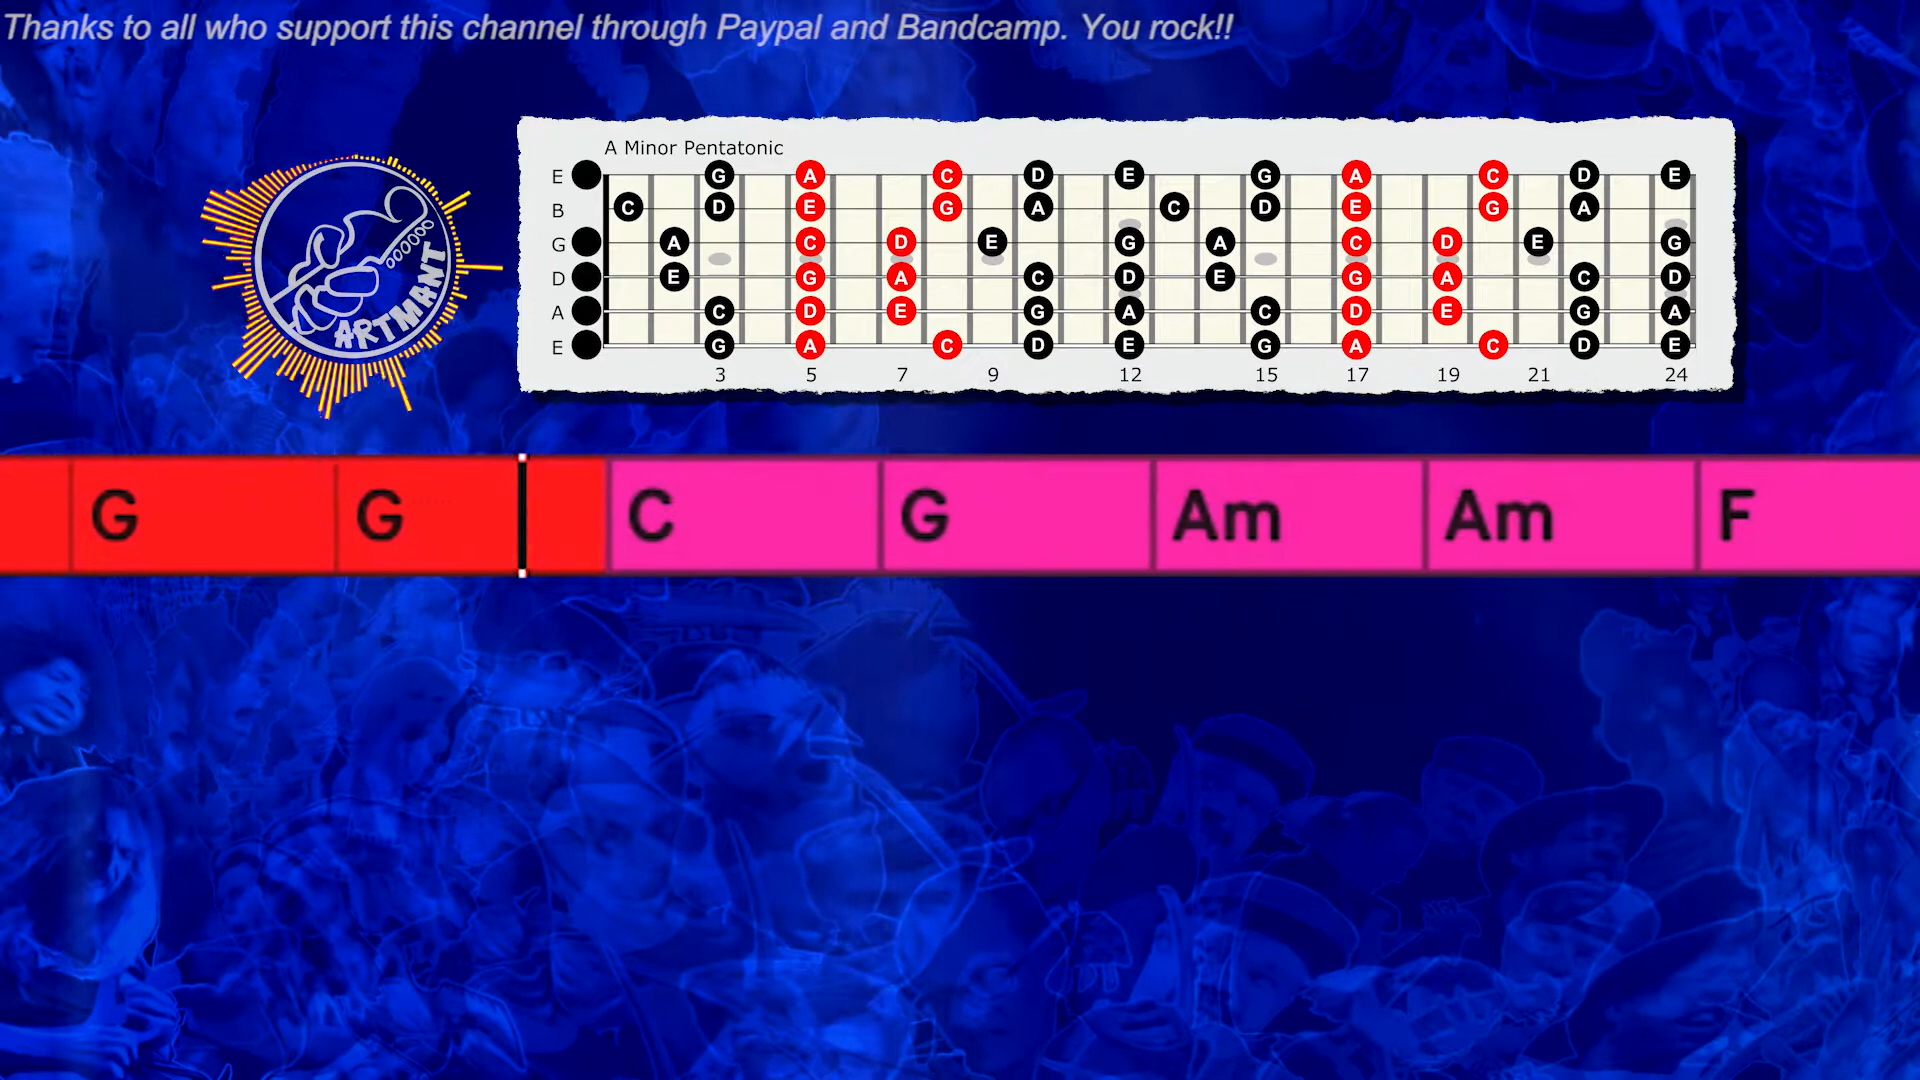 Thanks to all who support this channel through Paypal and Bandcamp. You rock!!
A Minor Pentatonic
E G A C D E G A C D E
B C D E G A C D E G A
G A C D E G A C D E G
D E G A C D E G A C D
A C D E G A C D E G A
E G A C D E G A C D E
3 5 7 9 12 15 17 19 21 24
ARTMANT
G G C G Am Am F